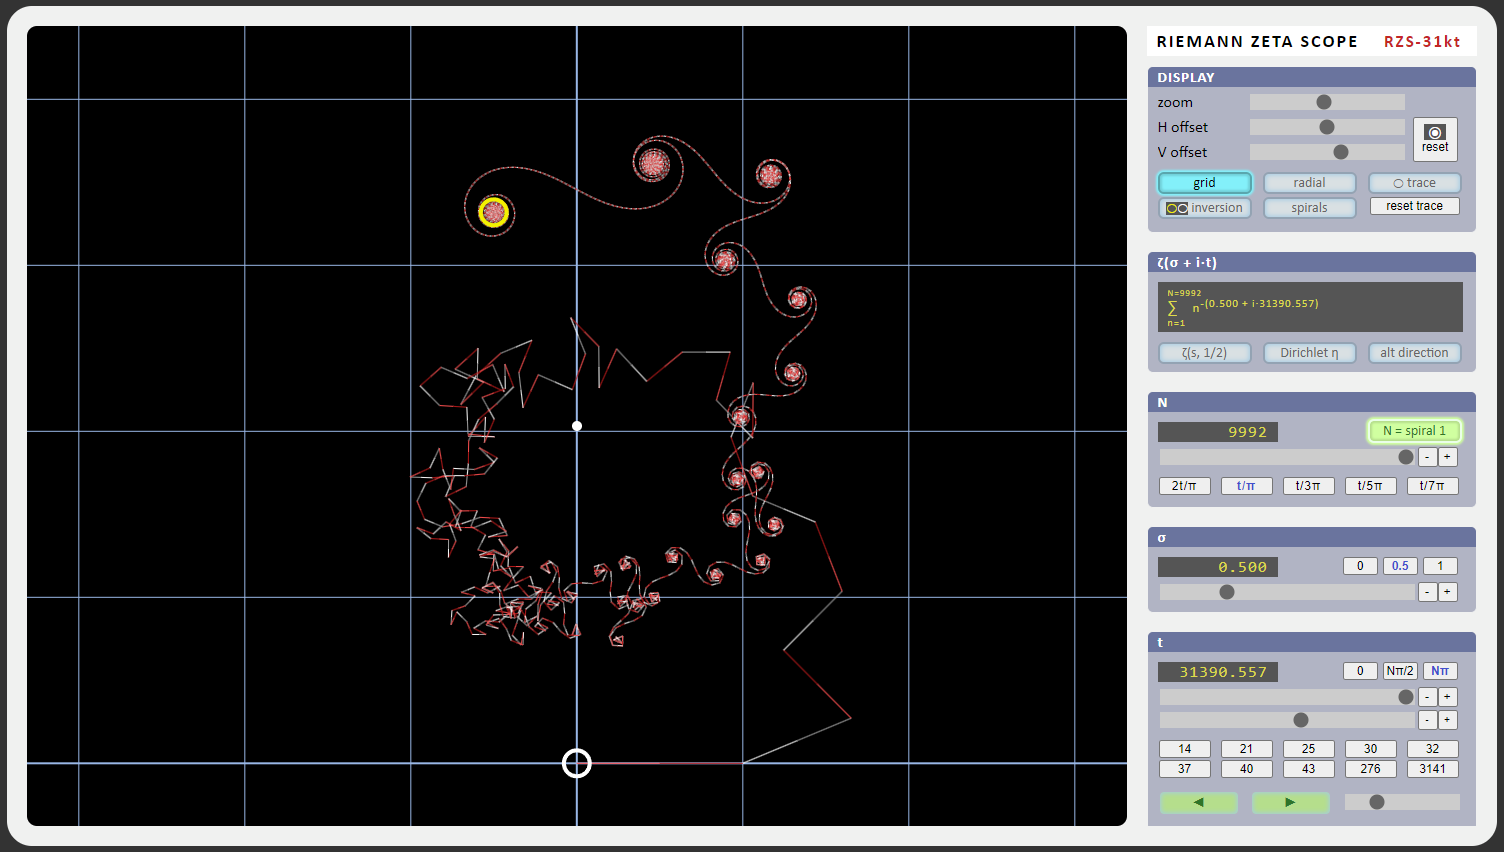 RIEMANN ZETA SCOPE RZS-31kt
DISPLAY
zoom
H offset
V offset
reset
grid radial ○ trace
inversion spirals reset trace
ζ(σ + i·t)
N=9992
∑ n-(0.500 + i·31390.557)
n=1
ζ(s, 1/2) Dirichlet η alt direction
N
9992 N = spiral 1
- +
2t/π t/π t/3π t/5π t/7π
σ
0.500 0 0.5 1
- +
t
31390.557 0 Nπ/2 Nπ
- +
- +
14 21 25 30 32
37 40 43 276 3141
◀ ▶